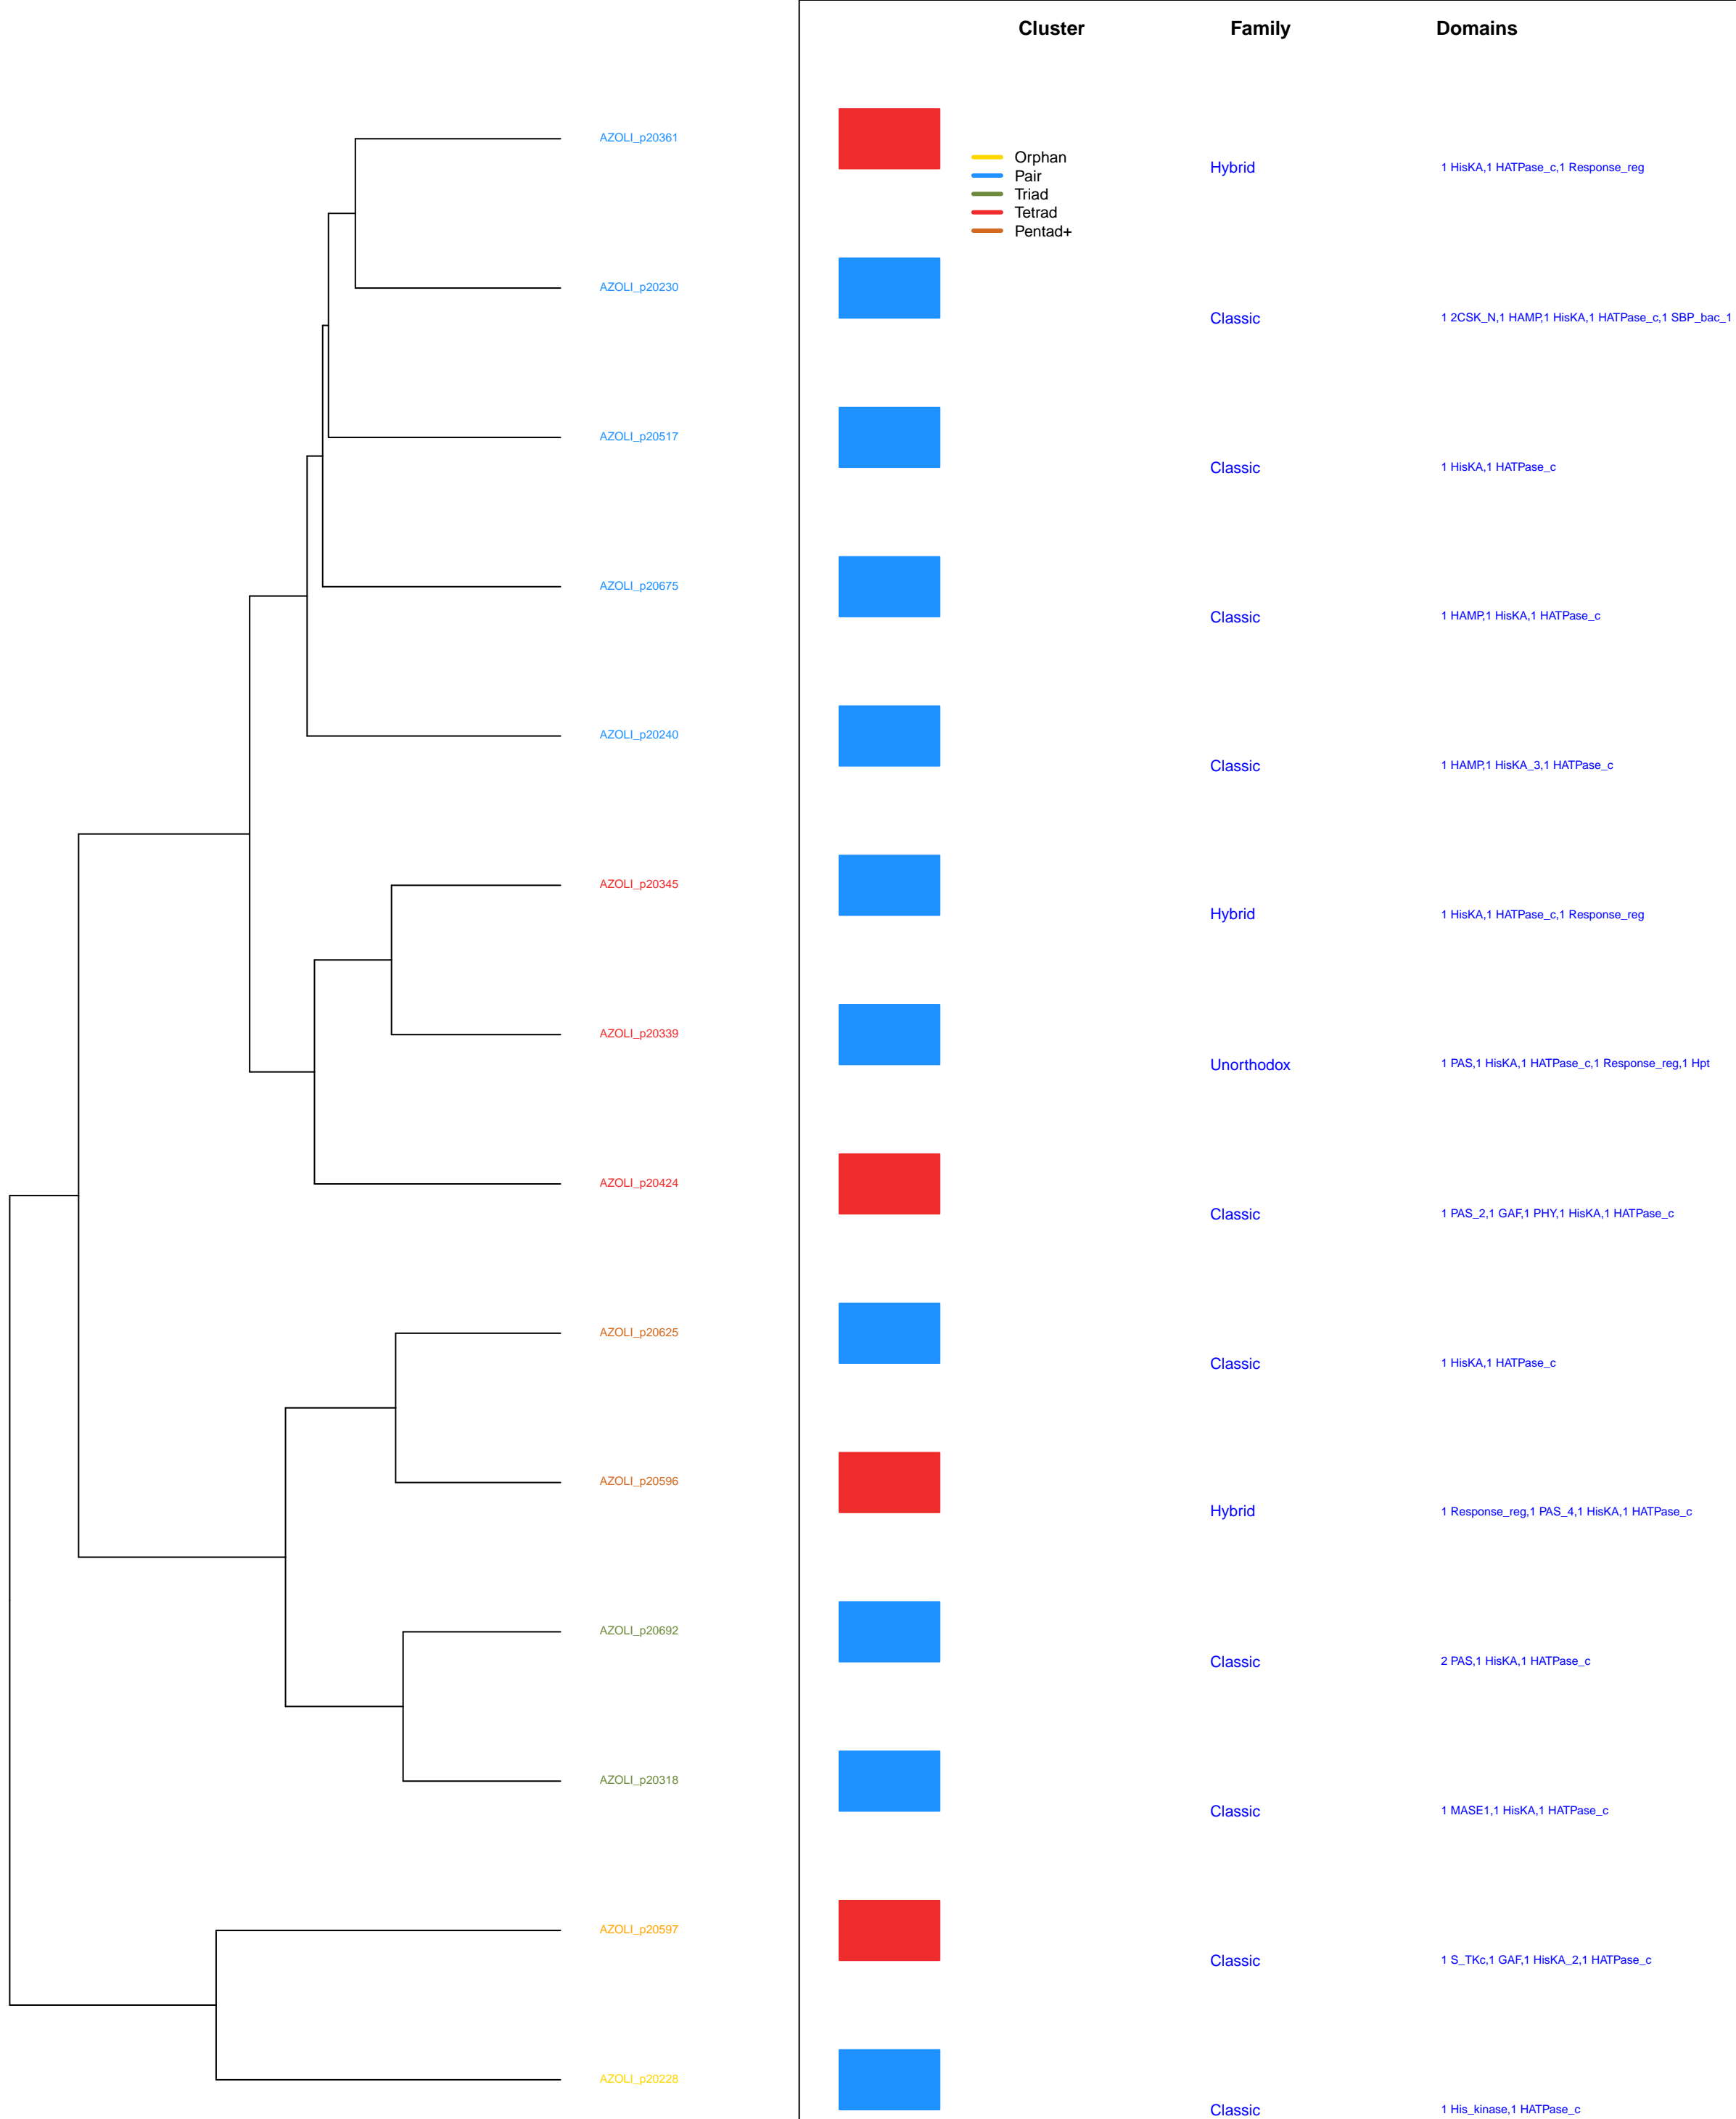 Cluster Family Domains
AZOLI_p20361
Orphan
Pair
Triad
Tetrad
Pentad+
Hybrid 1 HisKA,1 HATPase_c,1 Response_reg
AZOLI_p20230
Classic 1 2CSK_N,1 HAMP,1 HisKA,1 HATPase_c,1 SBP_bac_1
AZOLI_p20517
Classic 1 HisKA,1 HATPase_c
AZOLI_p20675
Classic 1 HAMP,1 HisKA,1 HATPase_c
AZOLI_p20240
Classic 1 HAMP,1 HisKA_3,1 HATPase_c
AZOLI_p20345
Hybrid 1 HisKA,1 HATPase_c,1 Response_reg
AZOLI_p20339
Unorthodox 1 PAS,1 HisKA,1 HATPase_c,1 Response_reg,1 Hpt
AZOLI_p20424
Classic 1 PAS_2,1 GAF,1 PHY,1 HisKA,1 HATPase_c
AZOLI_p20625
Classic 1 HisKA,1 HATPase_c
AZOLI_p20596
Hybrid 1 Response_reg,1 PAS_4,1 HisKA,1 HATPase_c
AZOLI_p20692
Classic 2 PAS,1 HisKA,1 HATPase_c
AZOLI_p20318
Classic 1 MASE1,1 HisKA,1 HATPase_c
AZOLI_p20597
Classic 1 S_TKc,1 GAF,1 HisKA_2,1 HATPase_c
AZOLI_p20228
Classic 1 His_kinase,1 HATPase_c